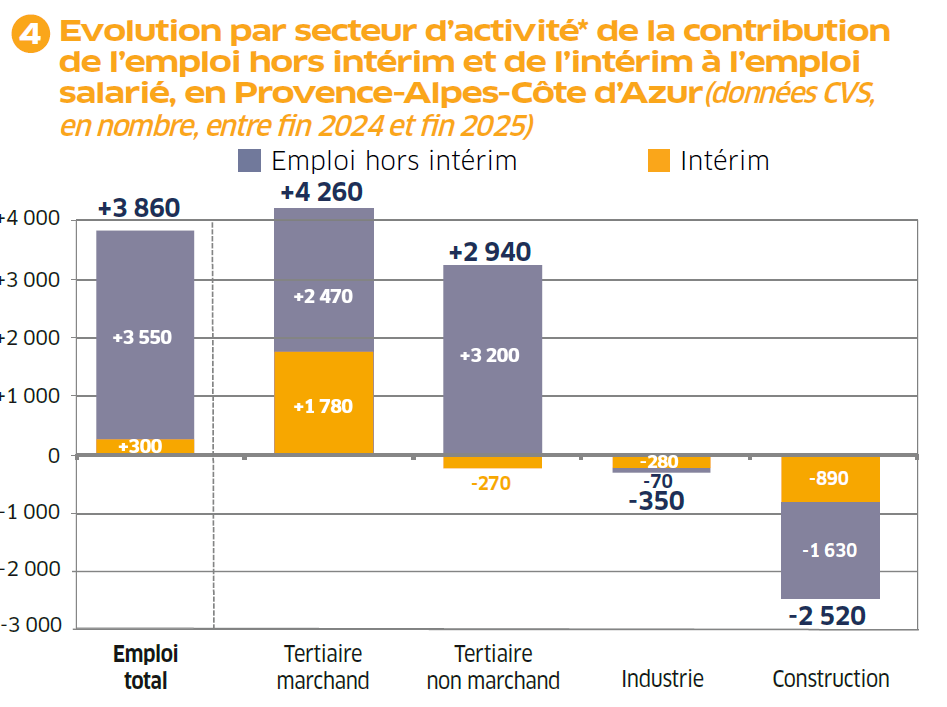 4 Evolution par secteur d'activité* de la contribution
de l'emploi hors intérim et de l'intérim à l'emploi
salarié, en Provence-Alpes-Côte d'Azur (données CVS,
en nombre, entre fin 2024 et fin 2025)
Emploi hors intérim Intérim
+3 860 +4 260 +2 940
+4 000
+3 000
+2 000
+1 000
0
-1 000
-2 000
-3 000
+3 550
+300
+2 470
+1 780
+3 200
-270
-280
-70
-350
-890
-1 630
-2 520
Emploi
total
Tertiaire
marchand
Tertiaire
non marchand
Industrie
Construction